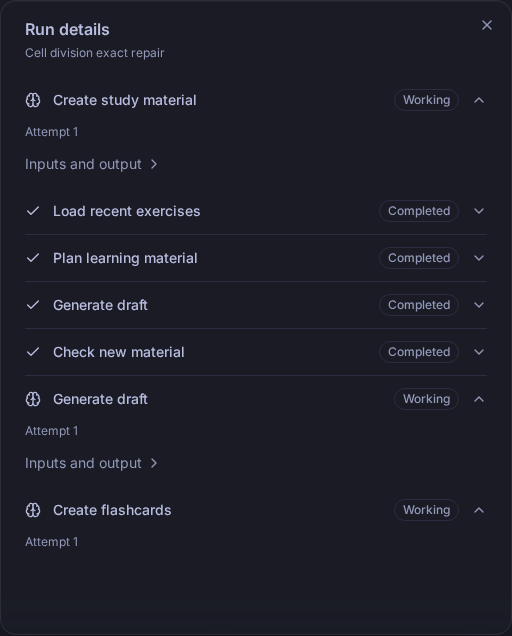 Run details
Cell division exact repair
Create study material Working
Attempt 1
Inputs and output
Load recent exercises Completed
Plan learning material Completed
Generate draft Completed
Check new material Completed
Generate draft Working
Attempt 1
Inputs and output
Create flashcards Working
Attempt 1